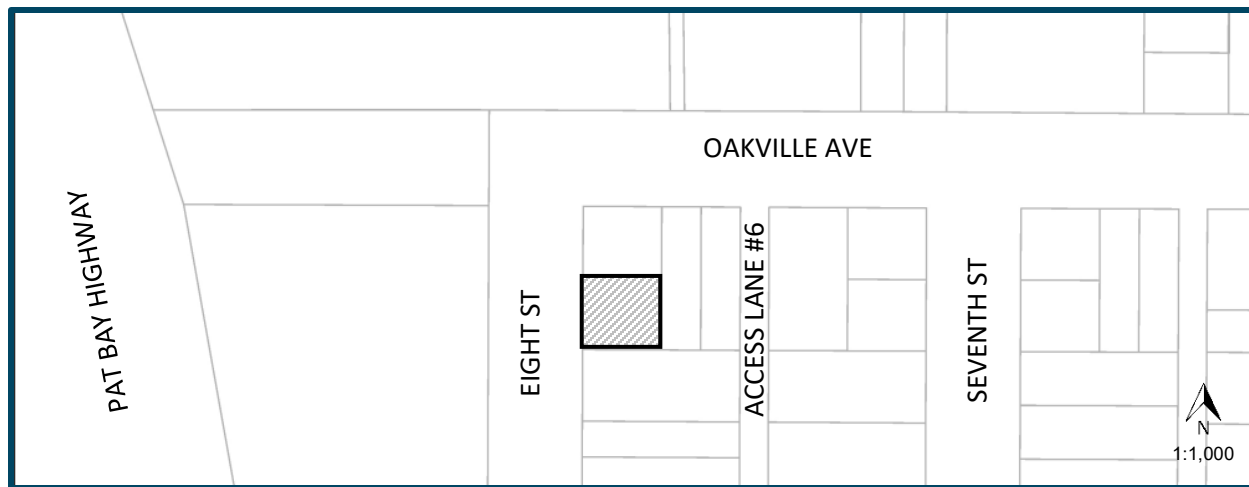 OAKVILLE AVE
PAT BAY HIGHWAY
EIGHT ST
ACCESS LANE #6
SEVENTH ST
N
1:1,000